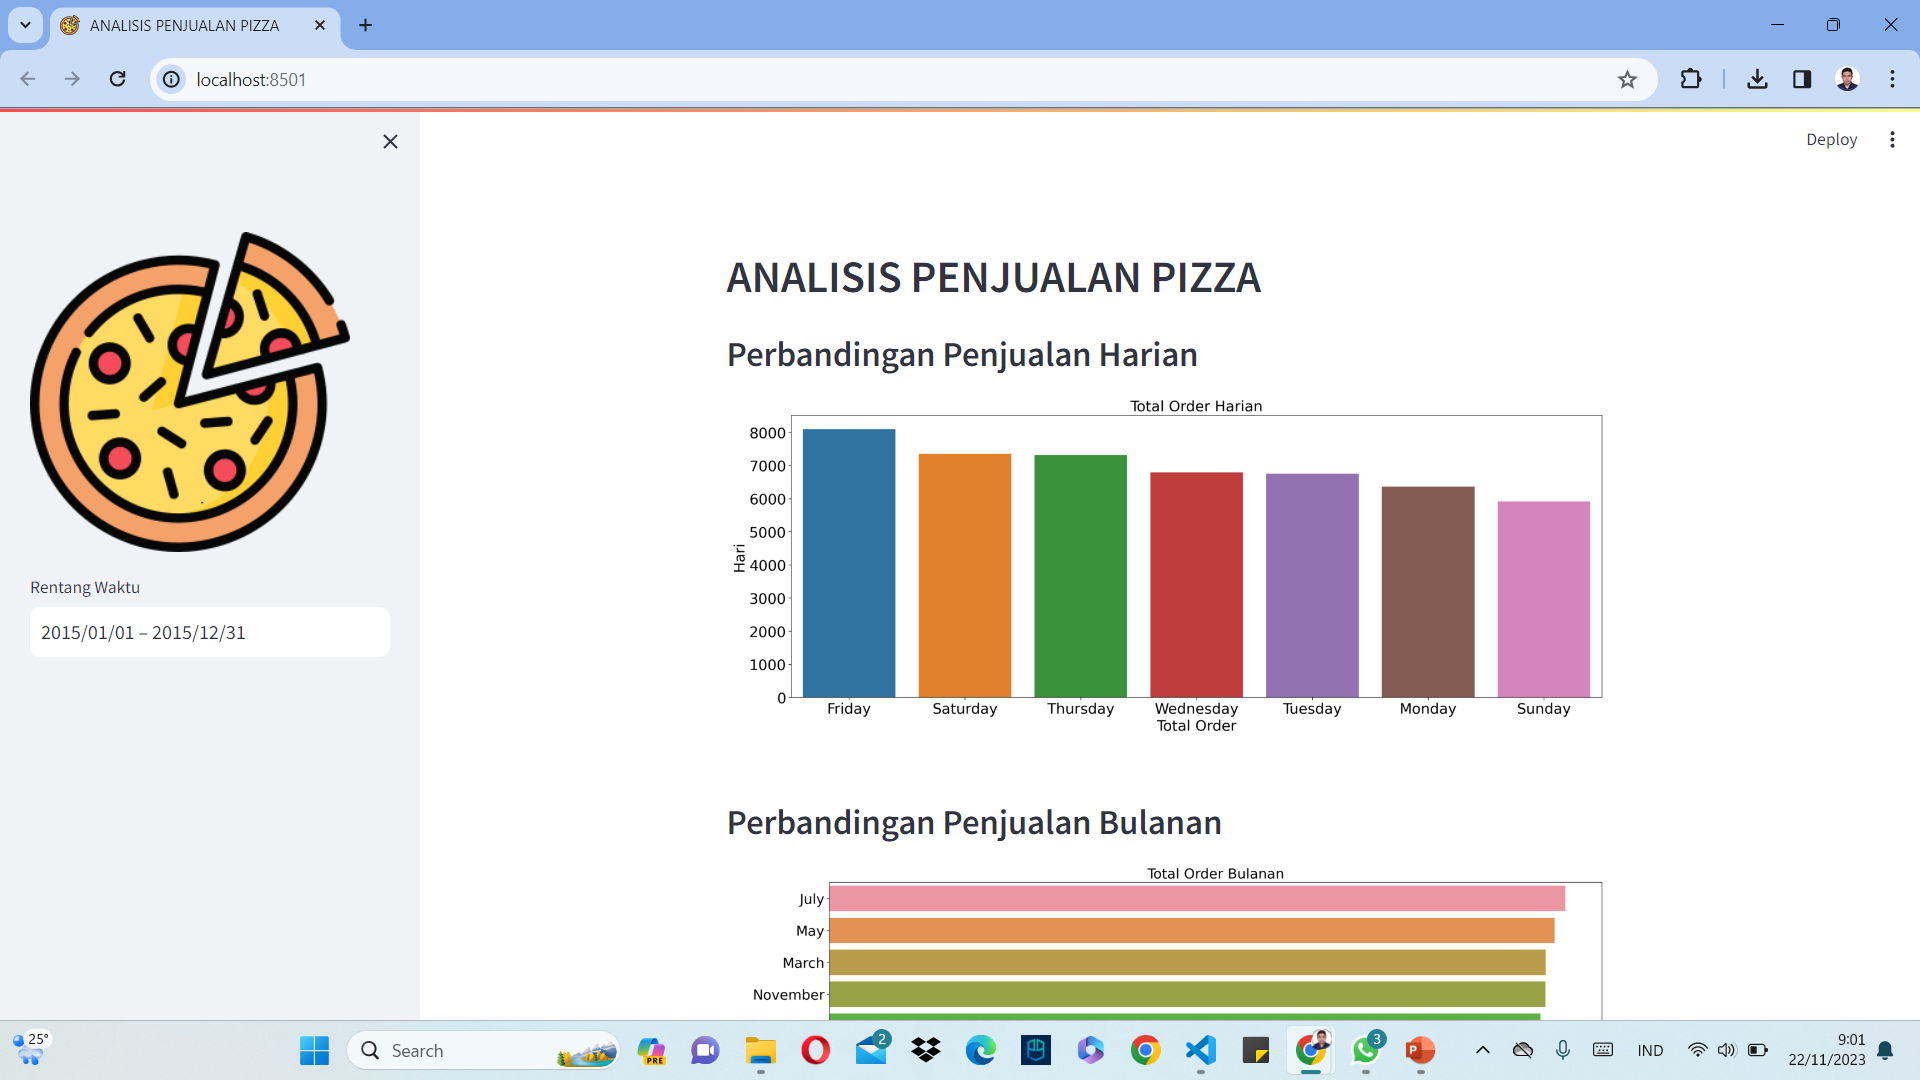 ANALISIS PENJUALAN PIZZA
localhost:8501
Deploy
Rentang Waktu
2015/01/01 – 2015/12/31
ANALISIS PENJUALAN PIZZA
Perbandingan Penjualan Harian
Total Order Harian
8000
7000
6000
5000
4000
3000
2000
1000
0
Hari
Friday Saturday Thursday Wednesday Tuesday Monday Sunday
Total Order
Perbandingan Penjualan Bulanan
Total Order Bulanan
July
May
March
November
25°
Search
PRE
2
3
P
IND
9:01
22/11/2023